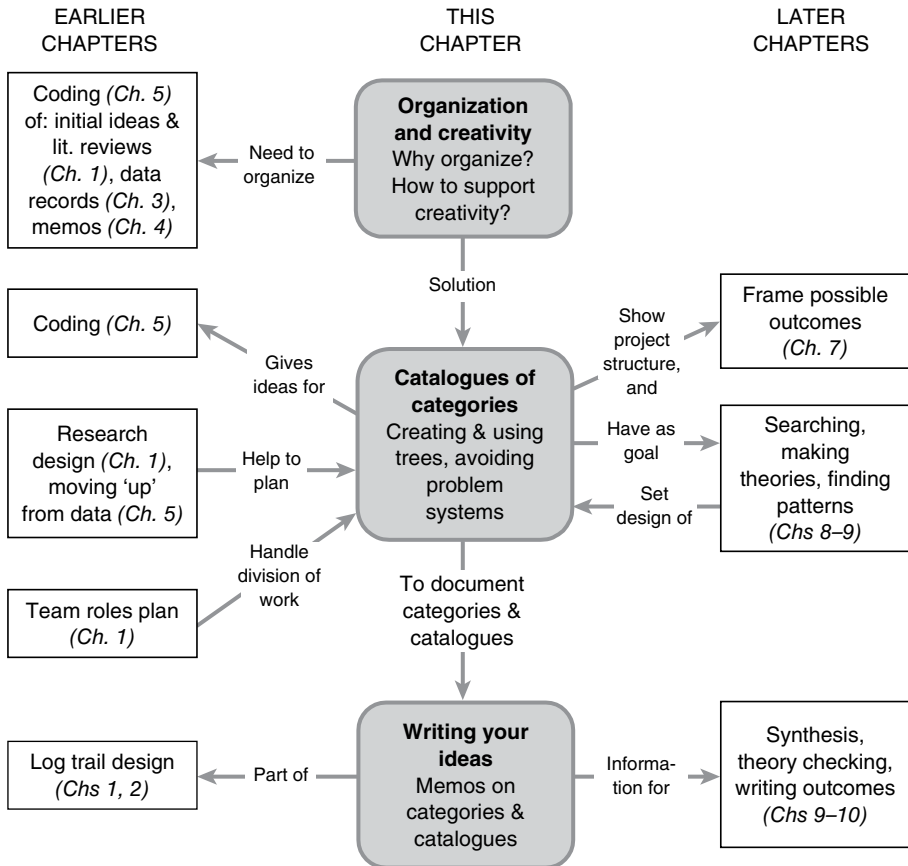 EARLIER
CHAPTERS
THIS
CHAPTER
LATER
CHAPTERS
Coding (Ch. 5)
of: initial ideas &
lit. reviews
(Ch. 1), data
records (Ch. 3),
memos (Ch. 4)
Need to
organize
Organization
and creativity
Why organize?
How to support
creativity?
Solution
Coding (Ch. 5)
Gives
ideas for
Research
design (Ch. 1),
moving ‘up’
from data (Ch. 5)
Help to
plan
Team roles plan
(Ch. 1)
Handle
division of
work
Catalogues of
categories
Creating & using
trees, avoiding
problem
systems
Show
project
structure,
and
Frame possible
outcomes
(Ch. 7)
Have as
goal
Set
design of
Searching,
making
theories, finding
patterns
(Chs 8–9)
To document
categories &
catalogues
Log trail design
(Chs 1, 2)
Part of
Writing your
ideas
Memos on
categories &
catalogues
Informa-
tion for
Synthesis,
theory checking,
writing outcomes
(Chs 9–10)